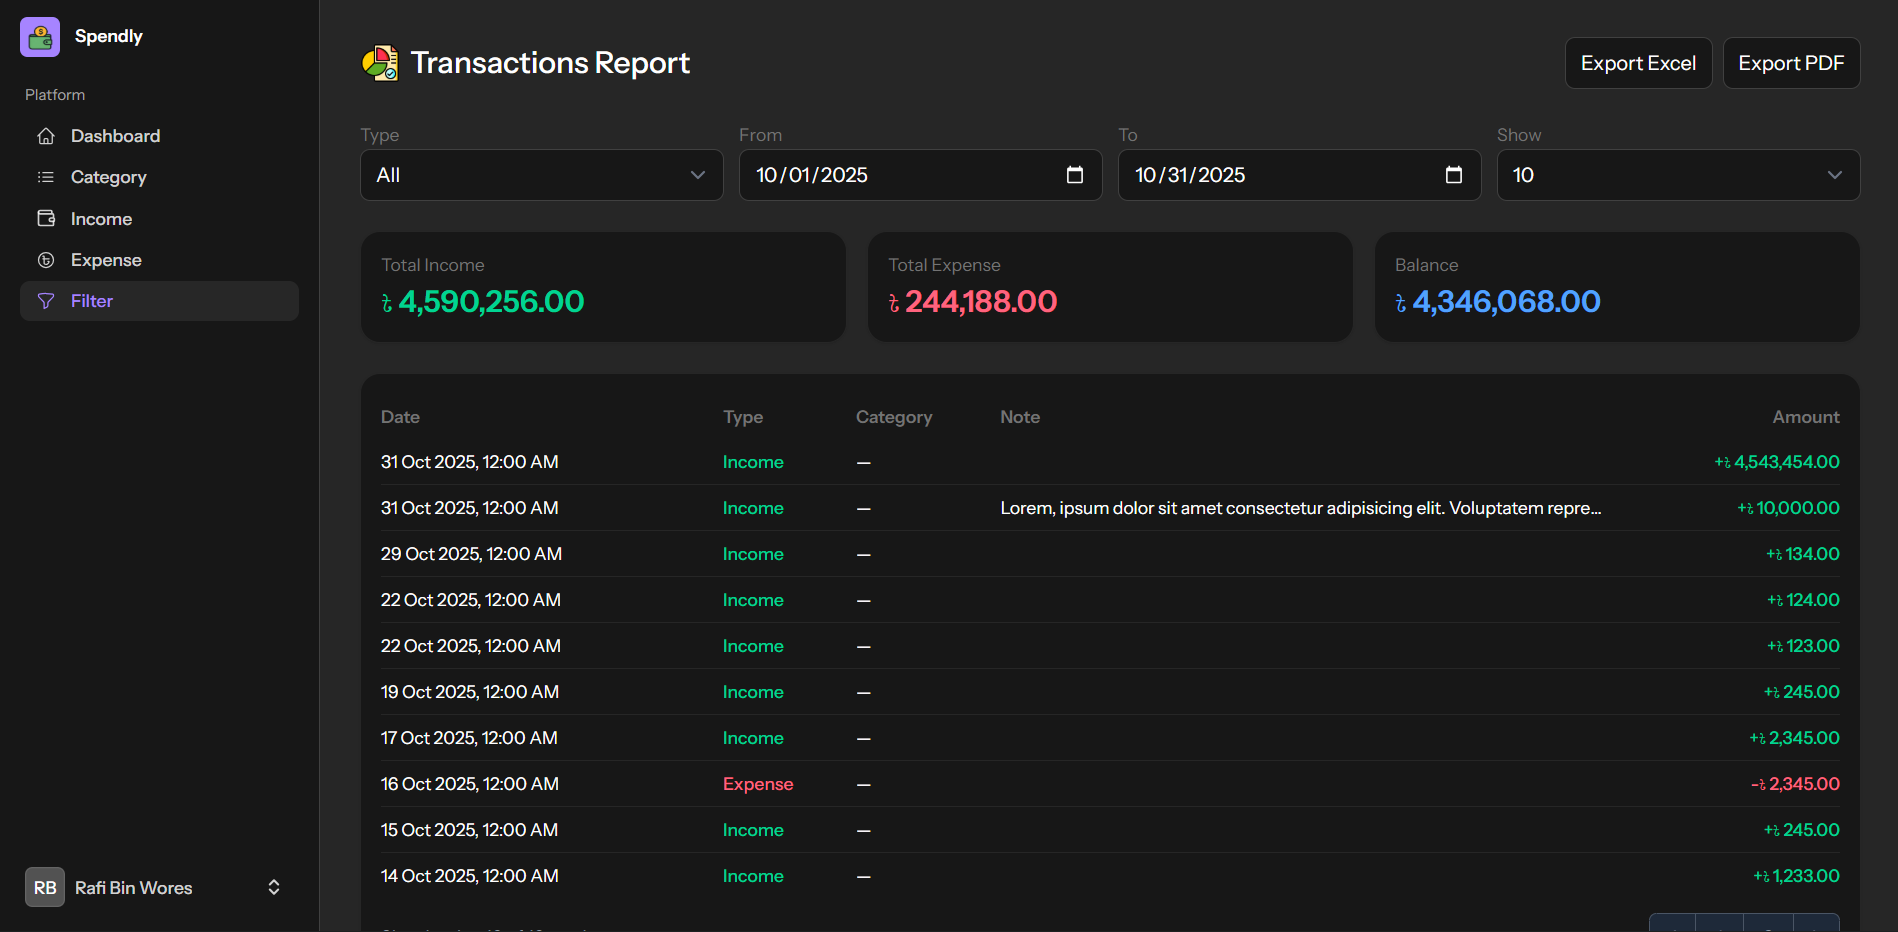 Spendly
Platform
Dashboard
Category
Income
Expense
Filter
RB Rafi Bin Wores
Transactions Report
Export Excel Export PDF
Type From To Show
All 10/01/2025 10/31/2025 10
Total Income Total Expense Balance
৳ 4,590,256.00 ৳ 244,188.00 ৳ 4,346,068.00
Date Type Category Note Amount
31 Oct 2025, 12:00 AM Income — +৳ 4,543,454.00
31 Oct 2025, 12:00 AM Income — Lorem, ipsum dolor sit amet consectetur adipisicing elit. Voluptatem repre... +৳ 10,000.00
29 Oct 2025, 12:00 AM Income — +৳ 134.00
22 Oct 2025, 12:00 AM Income — +৳ 124.00
22 Oct 2025, 12:00 AM Income — +৳ 123.00
19 Oct 2025, 12:00 AM Income — +৳ 245.00
17 Oct 2025, 12:00 AM Income — +৳ 2,345.00
16 Oct 2025, 12:00 AM Expense — -৳ 2,345.00
15 Oct 2025, 12:00 AM Income — +৳ 245.00
14 Oct 2025, 12:00 AM Income — +৳ 1,233.00